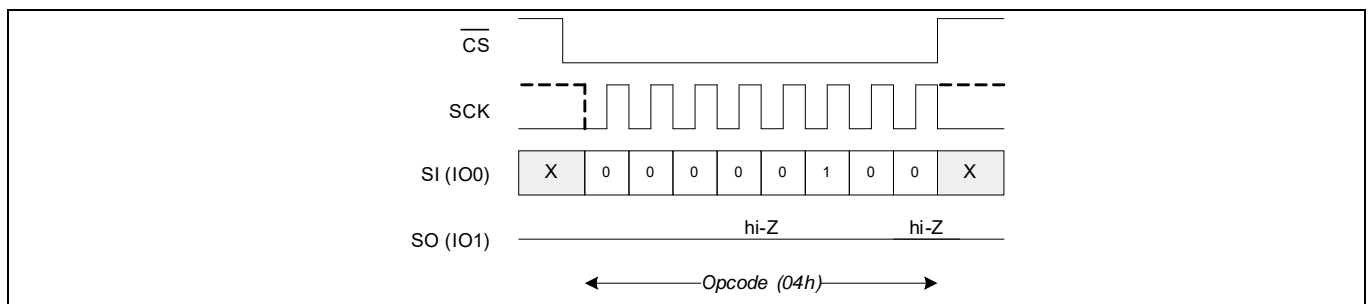 CS
SCK
SI (IO0) X 0 0 0 0 0 1 0 0 X
hi-Z hi-Z
SO (IO1)
Opcode (04h)